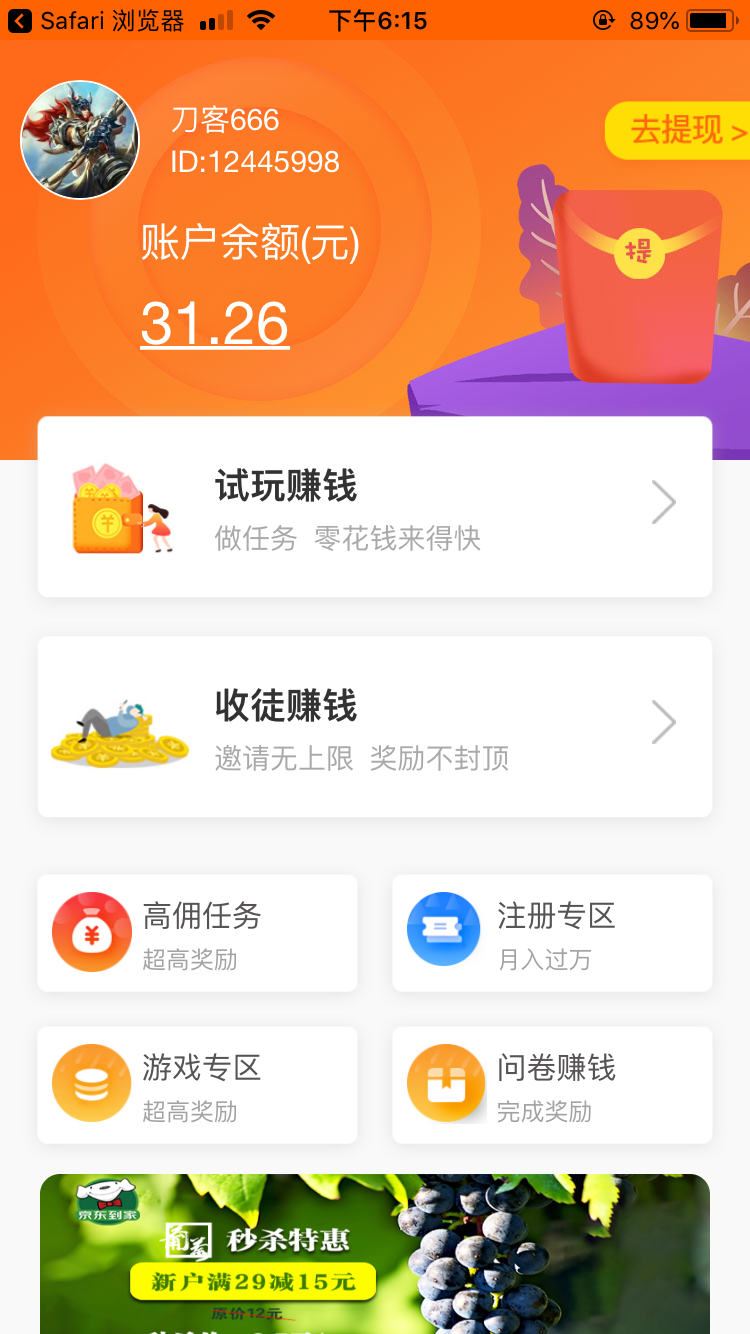 Safari 浏览器
下午6:15
89%
刀客666
ID:12445998
去提现 >
账户余额(元)
31.26
提
试玩赚钱
做任务 零花钱来得快
收徒赚钱
邀请无上限 奖励不封顶
高佣任务
超高奖励
注册专区
月入过万
游戏专区
超高奖励
问卷赚钱
完成奖励
京东到家
葡萄 秒杀特惠
新户满29减15元
原价12元